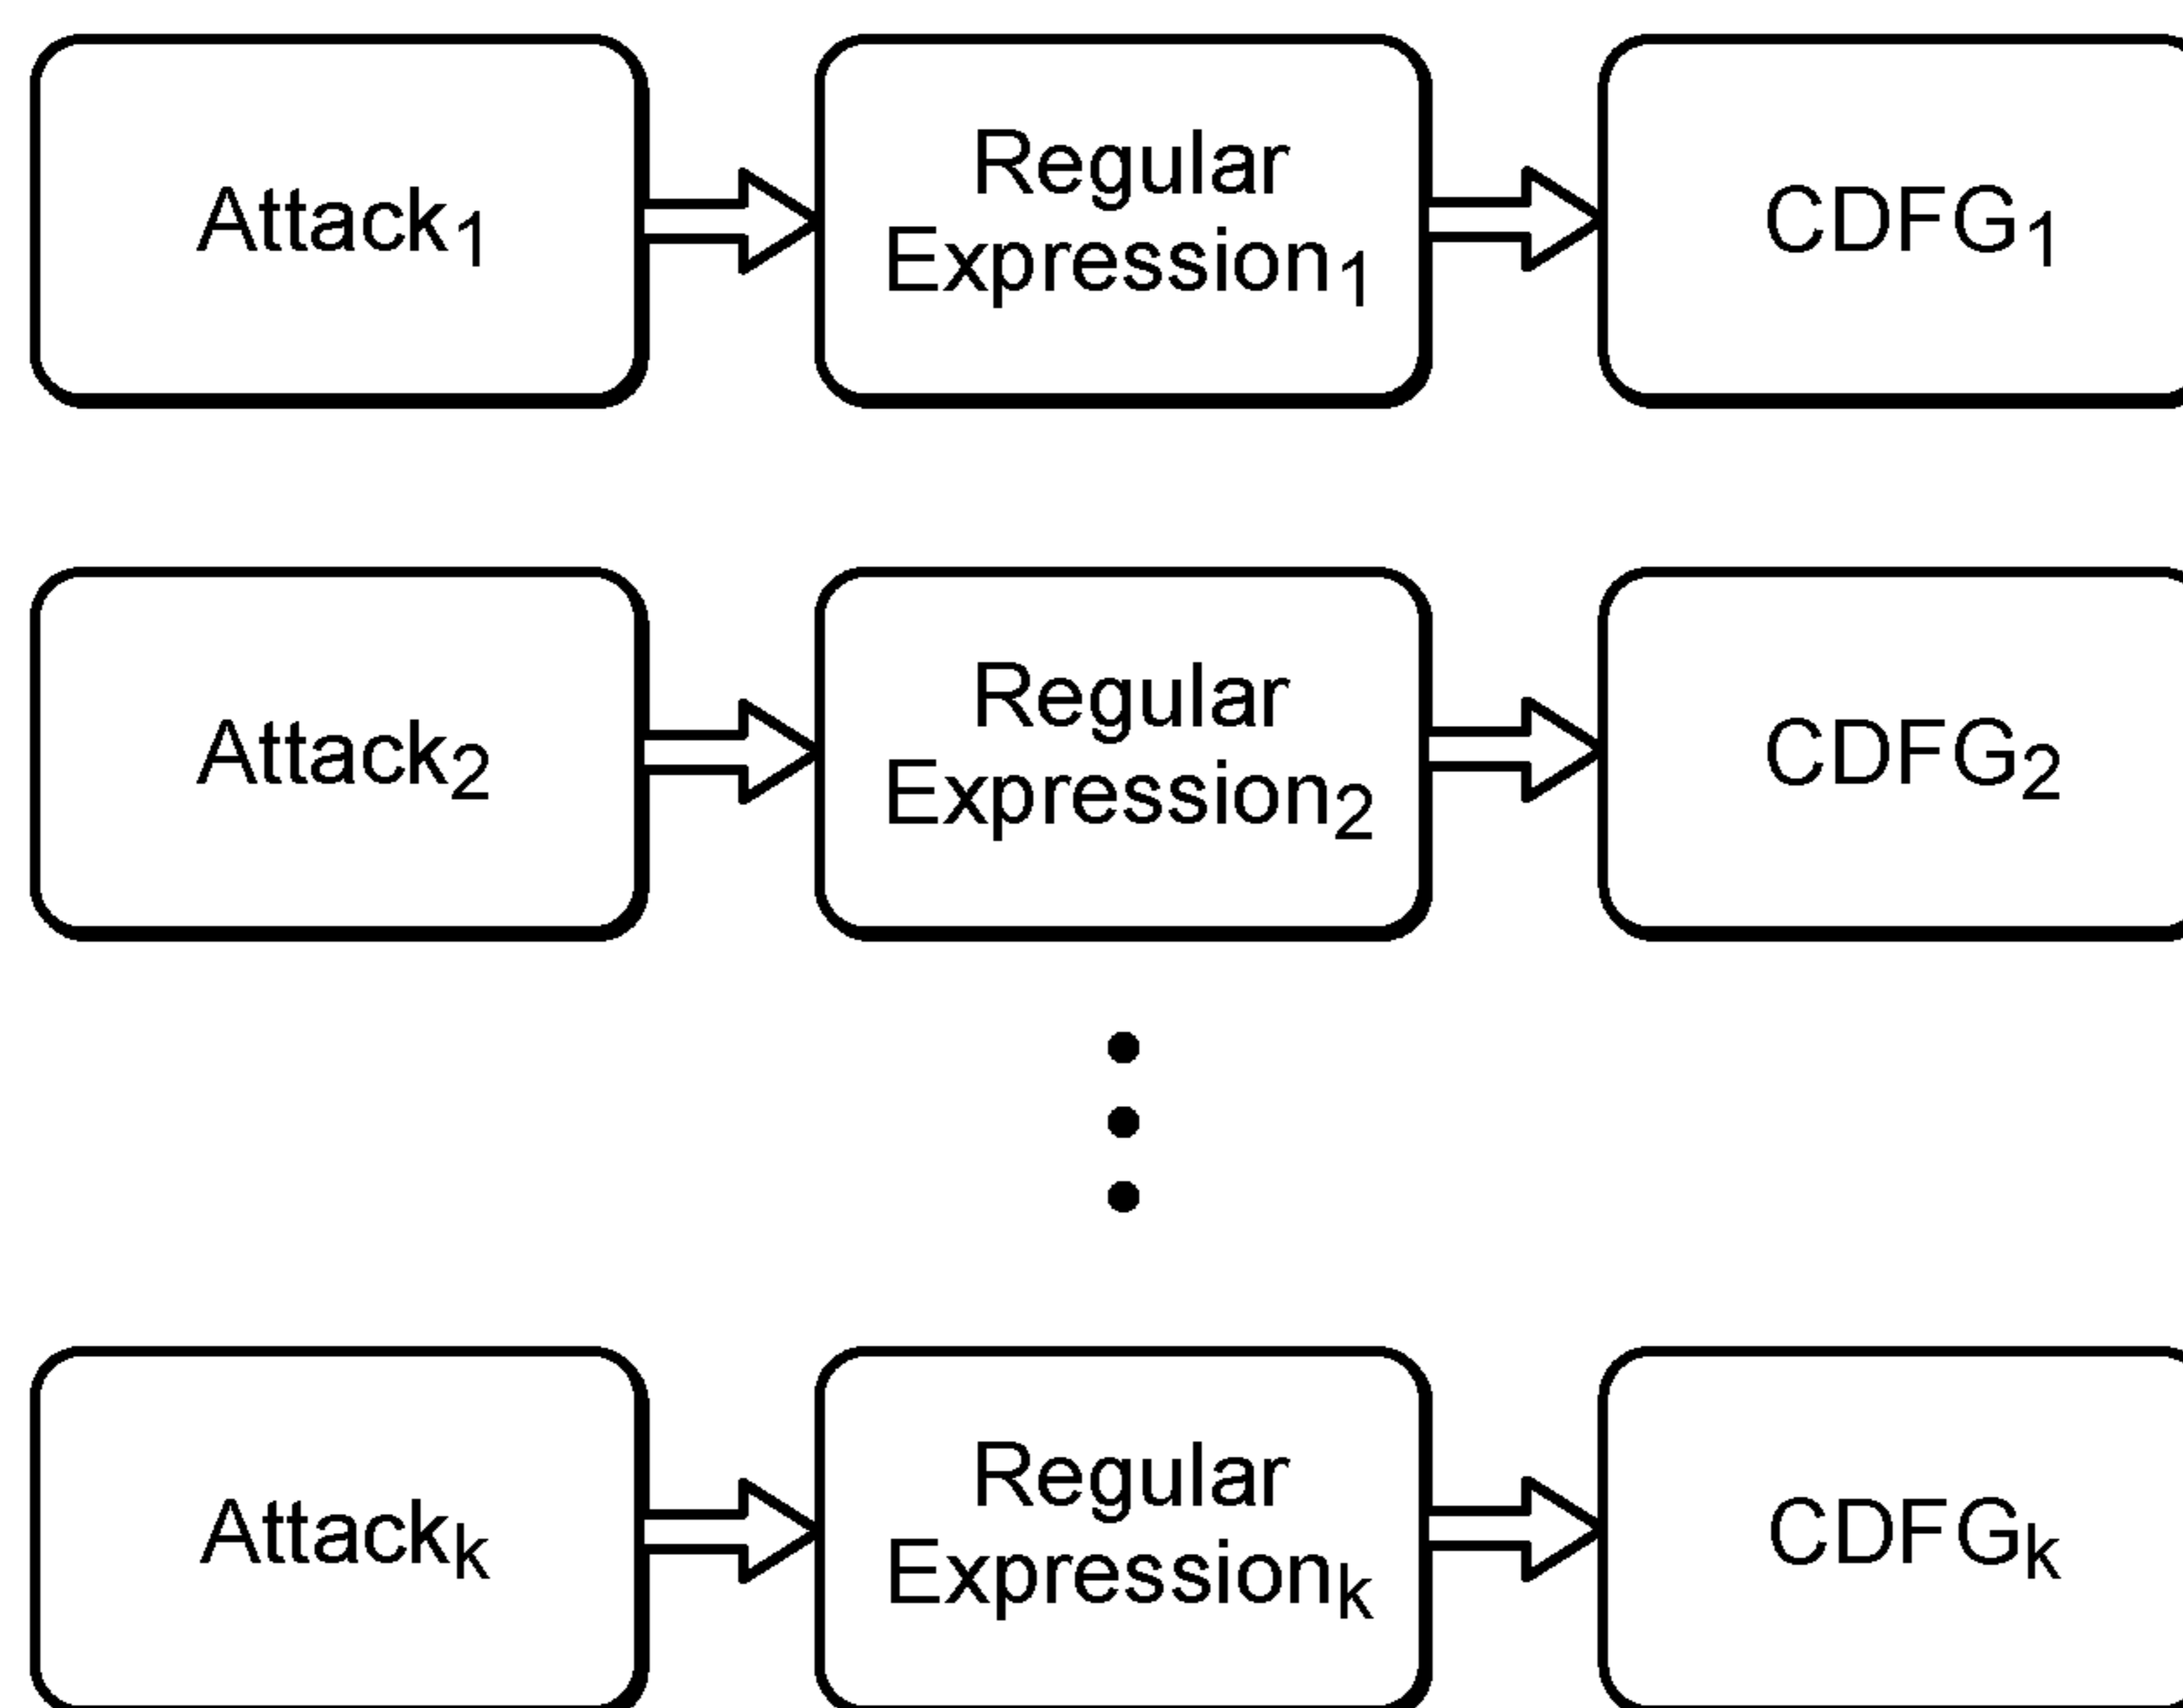 Attack₁
Regular
Expression₁
CDFG₁
Attack₂
Regular
Expression₂
CDFG₂
Attackₖ
Regular
Expressionₖ
CDFGₖ